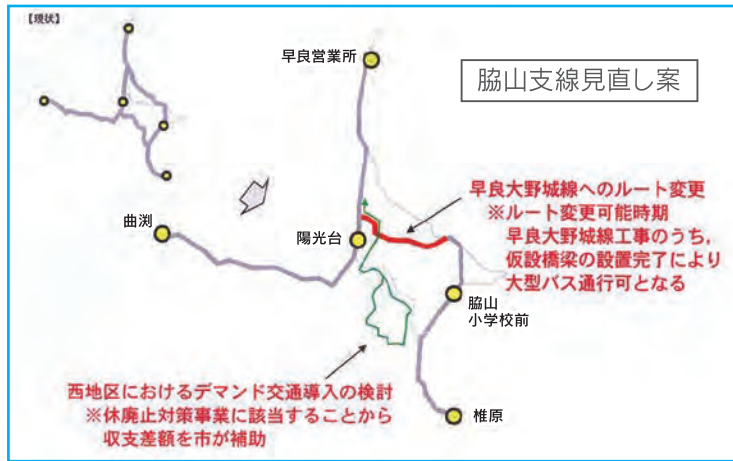 【現状】
早良営業所
脇山支線見直し案
早良大野城線へのルート変更
※ルート変更可能時期
早良大野城線工事のうち,
仮設橋梁の設置完了により
大型バス通行可となる
曲渕
陽光台
脇山
小学校前
西地区におけるデマンド交通導入の検討
※休廃止対策事業に該当することから
収支差額を市が補助
椎原